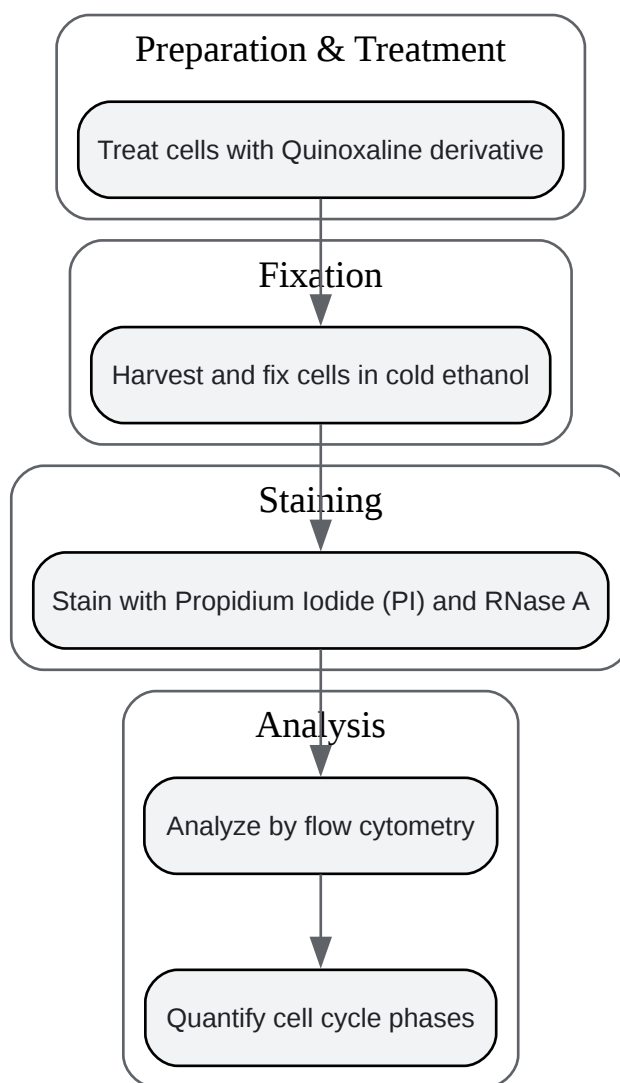 Preparation & Treatment
Treat cells with Quinoxaline derivative
Fixation
Harvest and fix cells in cold ethanol
Staining
Stain with Propidium Iodide (PI) and RNase A
Analysis
Analyze by flow cytometry
Quantify cell cycle phases